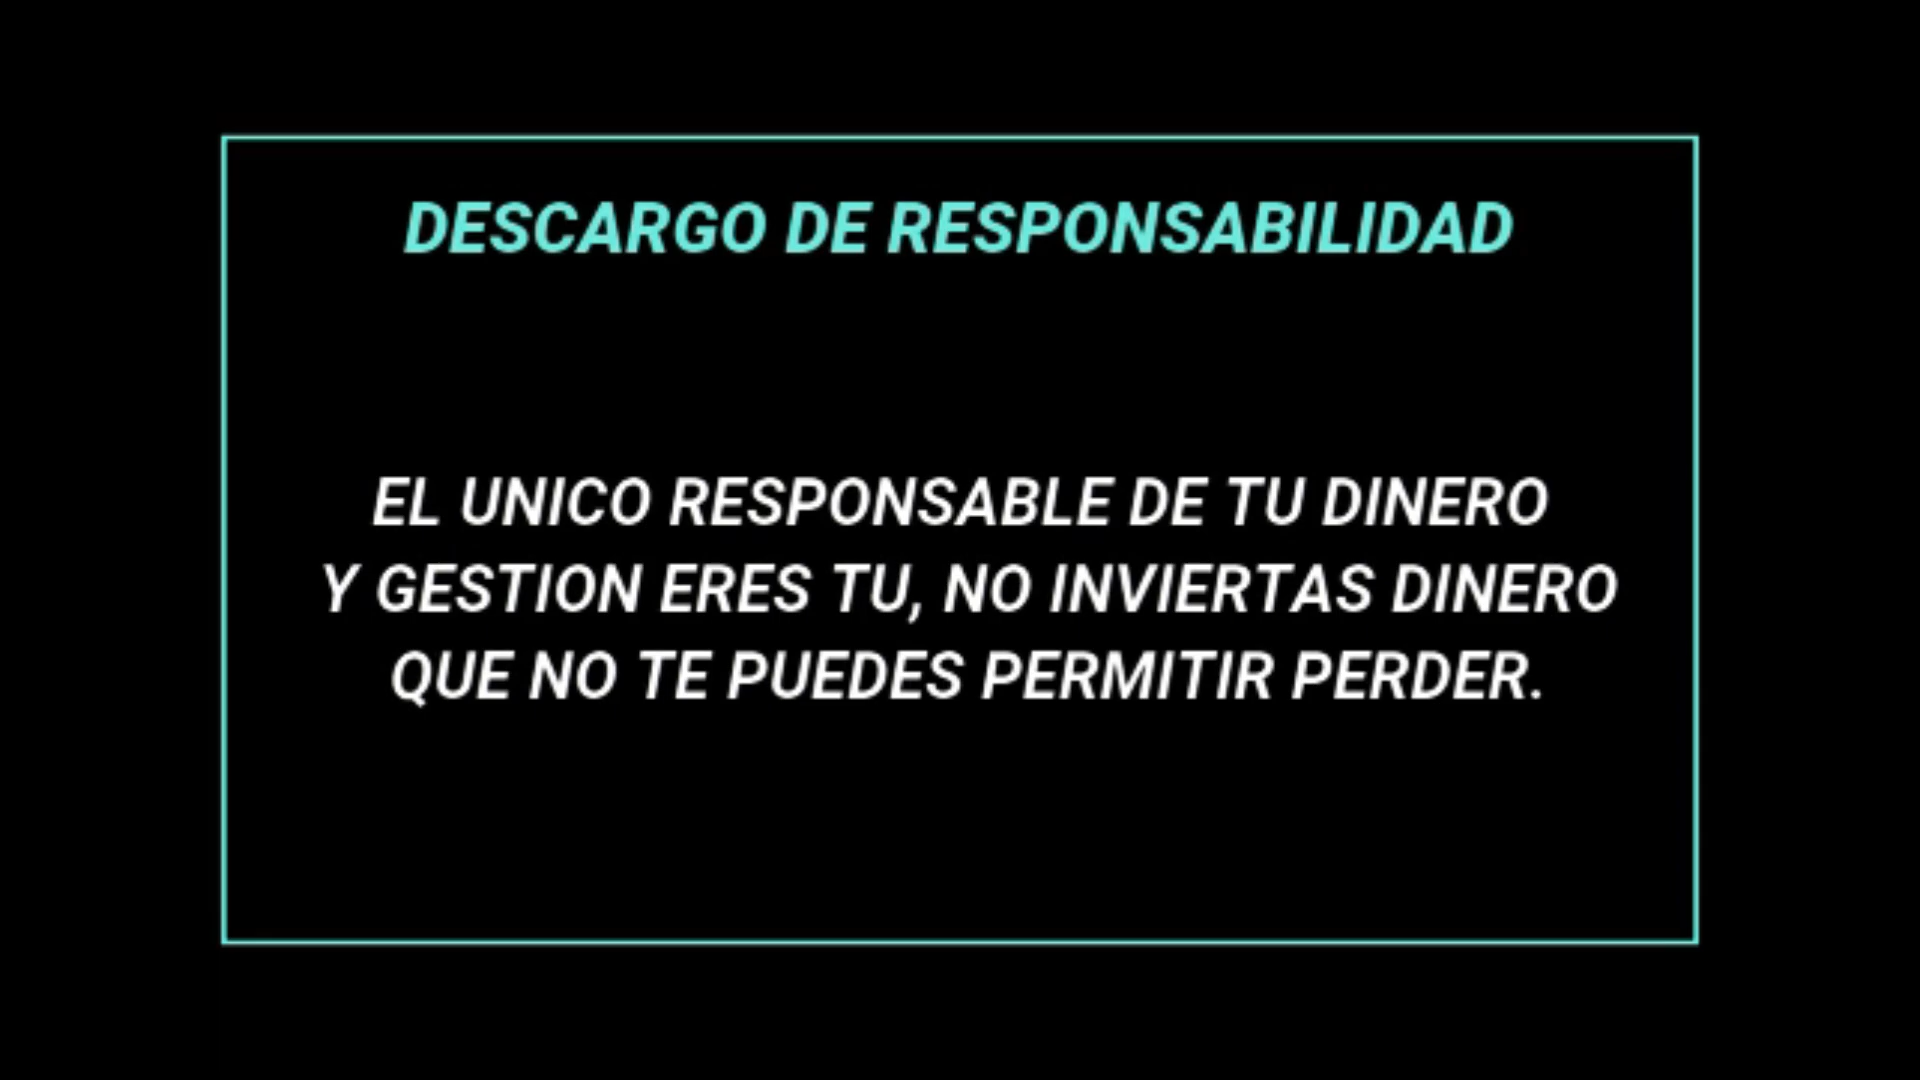 DESCARGO DE RESPONSABILIDAD
EL UNICO RESPONSABLE DE TU DINERO
Y GESTION ERES TU, NO INVIERTAS DINERO
QUE NO TE PUEDES PERMITIR PERDER.